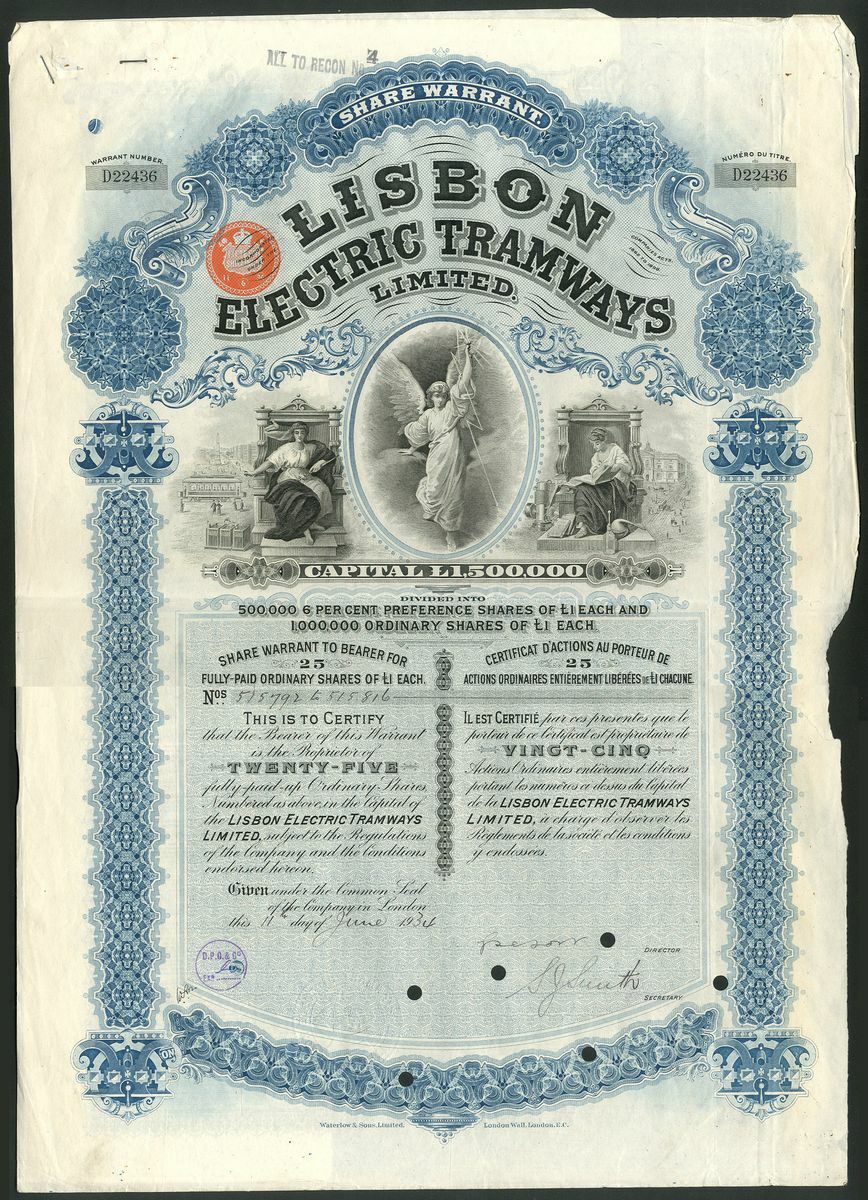 ALL TO RECON No 4
SHARE WARRANT.
WARRANT NUMBER.
D22436
NUMÉRO DU TITRE.
D22436
LISBON
ELECTRIC TRAMWAYS
LIMITED.
COMPANIES ACTS,
CAPITAL £1,500,000
DIVIDED INTO
500,000 6 PER CENT. PREFERENCE SHARES OF £1 EACH AND
1,000,000 ORDINARY SHARES OF £1 EACH.
SHARE WARRANT TO BEARER FOR
25
FULLY-PAID ORDINARY SHARES OF £1 EACH.
Nos. 515792 to 515816
THIS IS TO CERTIFY
that the Bearer of this Warrant
is the Proprietor of
TWENTY-FIVE
fully-paid-up Ordinary Shares,
Numbered as above, in the Capital of
the LISBON ELECTRIC TRAMWAYS
LIMITED, subject to the Regulations
of the Company and the Conditions
endorsed hereon.
Given under the Common Seal
of the Company in London
this 11th day of June 1934
CERTIFICAT D'ACTIONS AU PORTEUR DE
25
ACTIONS ORDINAIRES ENTIÈREMENT LIBÉRÉES DE £1 CHACUNE.
IL EST CERTIFIÉ, par ces presentes que le
porteur de ce Certificat est propriétaire de
VINGT-CINQ
Actions Ordinaires entièrement libérées
portant les numéros ci dessus du Capital
de la LISBON ELECTRIC TRAMWAYS
LIMITED, à charge d'observer les
Règlements de la société et les conditions
y endossées.
DIRECTOR
S J Smith
SECRETARY.
D.P.G. & Co
Waterlow & Sons, Limited. London Wall, London, E.C.